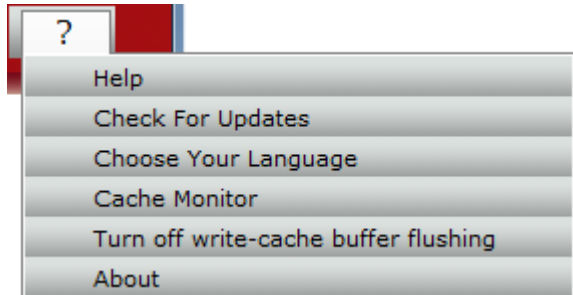 ?
Help
Check For Updates
Choose Your Language
Cache Monitor
Turn off write-cache buffer flushing
About